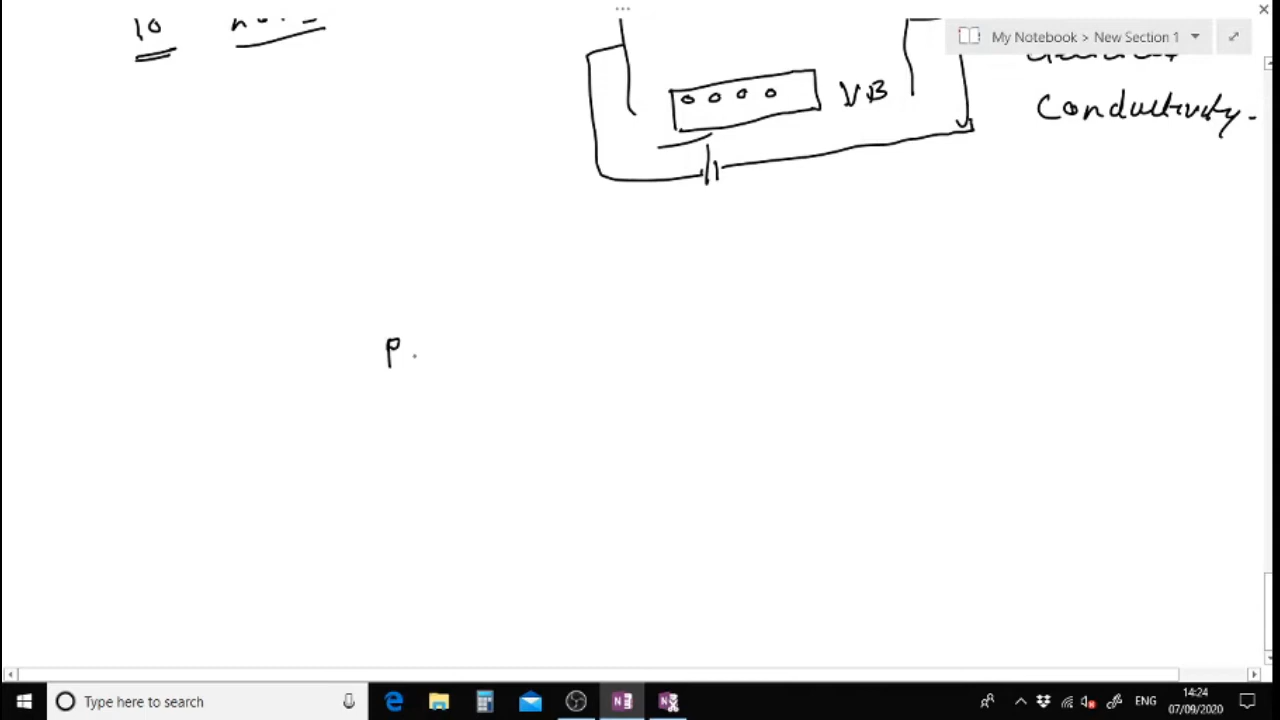 10
My Notebook > New Section 1
VB
Conductivity.
P.
Type here to search
ENG
14:24
07/09/2020